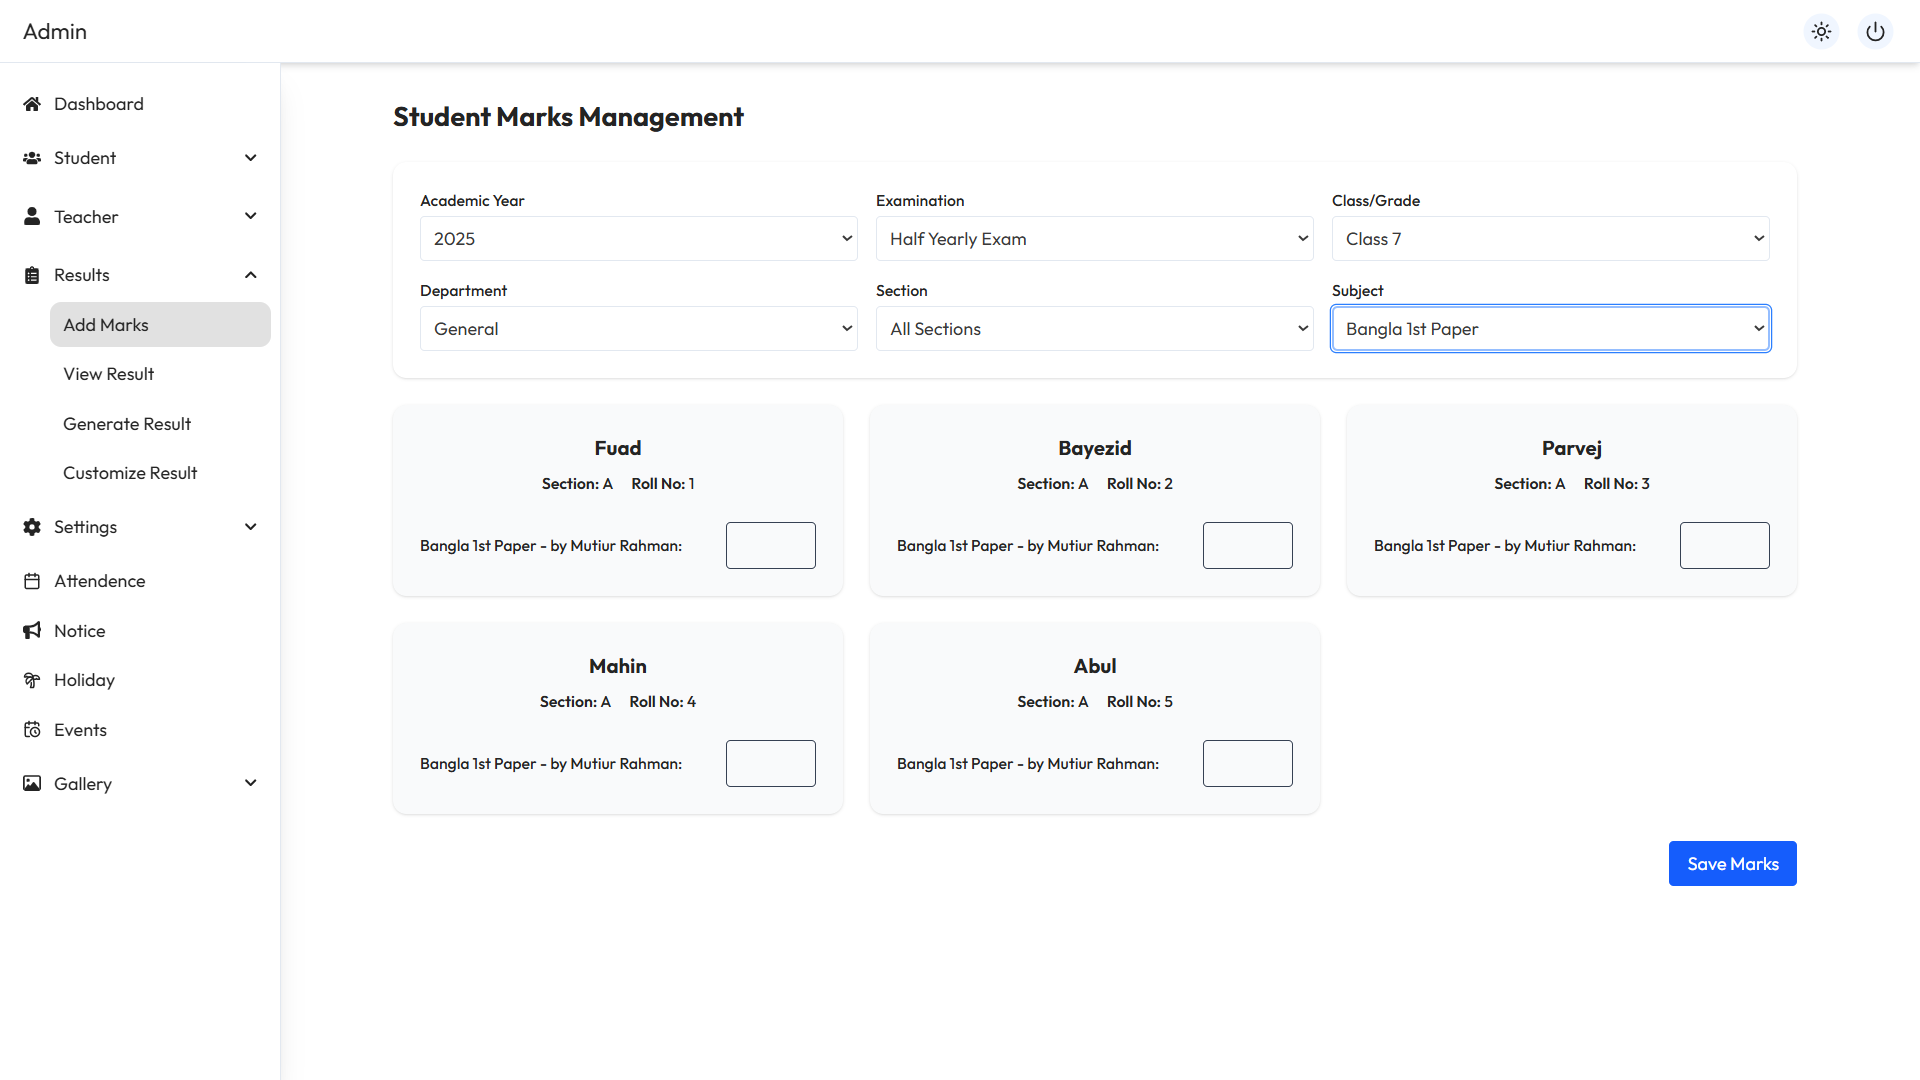 Admin
Dashboard
Student
Teacher
Results
Add Marks
View Result
Generate Result
Customize Result
Settings
Attendence
Notice
Holiday
Events
Gallery
Student Marks Management
Academic Year
2025
Examination
Half Yearly Exam
Class/Grade
Class 7
Department
General
Section
All Sections
Subject
Bangla 1st Paper
Fuad
Section: A Roll No: 1
Bangla 1st Paper - by Mutiur Rahman:
Bayezid
Section: A Roll No: 2
Bangla 1st Paper - by Mutiur Rahman:
Parvej
Section: A Roll No: 3
Bangla 1st Paper - by Mutiur Rahman:
Mahin
Section: A Roll No: 4
Bangla 1st Paper - by Mutiur Rahman:
Abul
Section: A Roll No: 5
Bangla 1st Paper - by Mutiur Rahman:
Save Marks